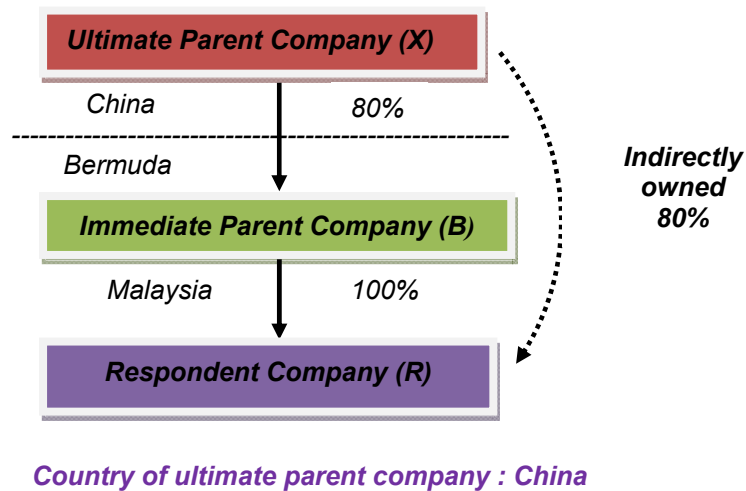 Ultimate Parent Company (X)
China 80%
Bermuda
Indirectly
owned
80%
Immediate Parent Company (B)
Malaysia 100%
Respondent Company (R)
Country of ultimate parent company : China